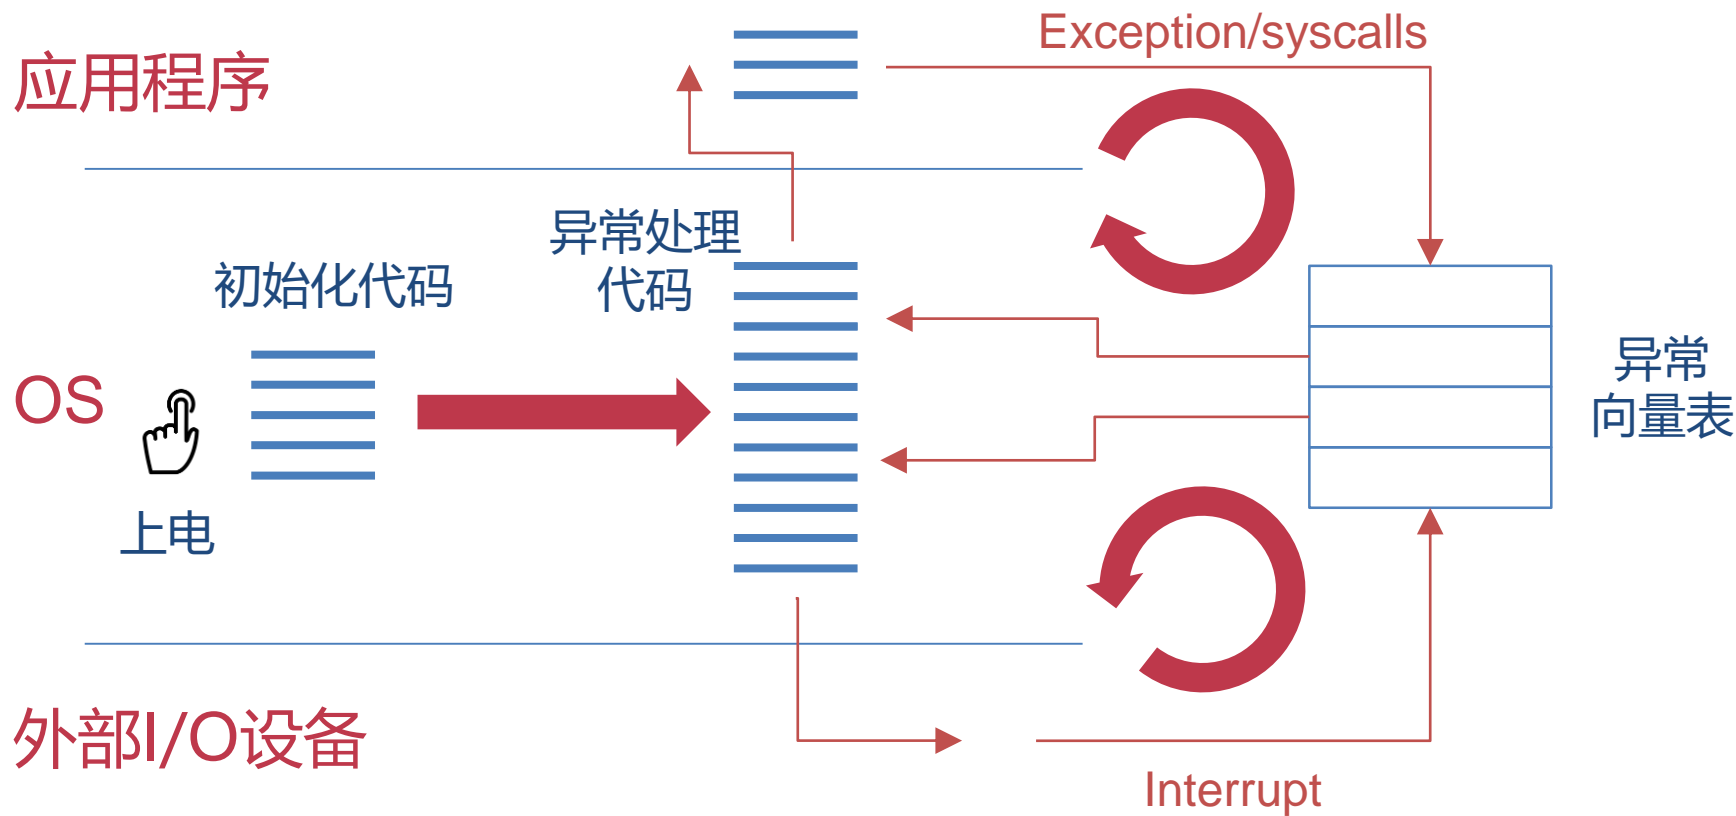 Exception/syscalls
应用程序
异常处理
代码
初始化代码
异常
向量表
OS
上电
外部I/O设备
Interrupt